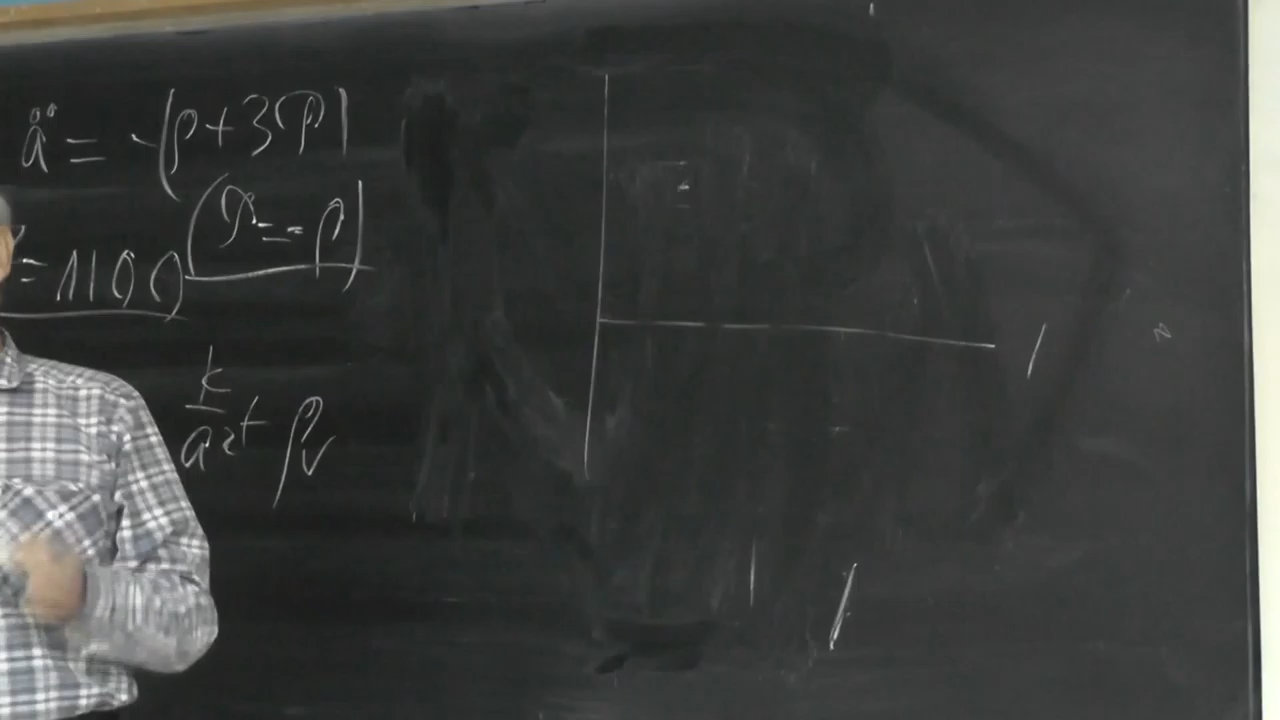 ä = -(ρ+3P)
(P=-ρ)
=1100
k/a² + ρv